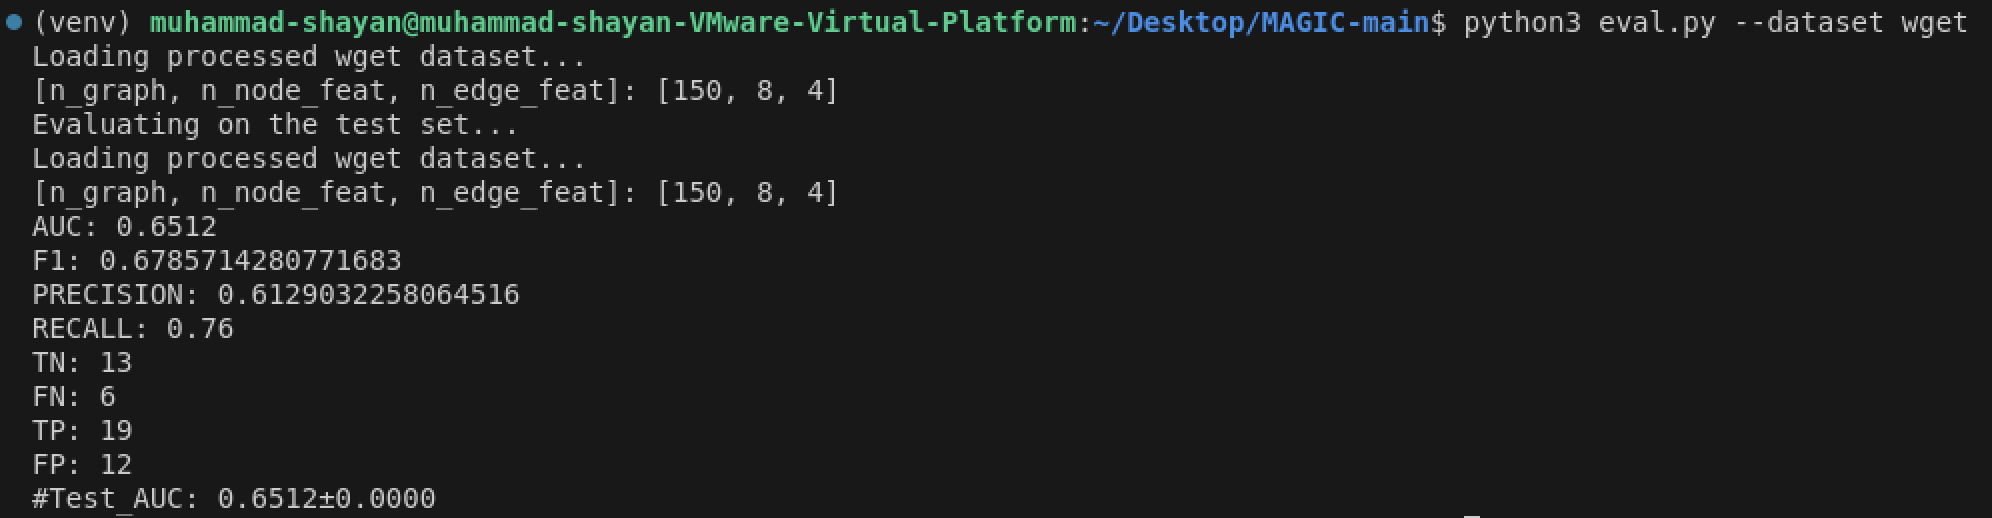 (venv) muhammad-shayan@muhammad-shayan-VMware-Virtual-Platform:~/Desktop/MAGIC-main$ python3 eval.py --dataset wget
Loading processed wget dataset...
[n_graph, n_node_feat, n_edge_feat]: [150, 8, 4]
Evaluating on the test set...
Loading processed wget dataset...
[n_graph, n_node_feat, n_edge_feat]: [150, 8, 4]
AUC: 0.6512
F1: 0.6785714280771683
PRECISION: 0.6129032258064516
RECALL: 0.76
TN: 13
FN: 6
TP: 19
FP: 12
#Test_AUC: 0.6512±0.0000